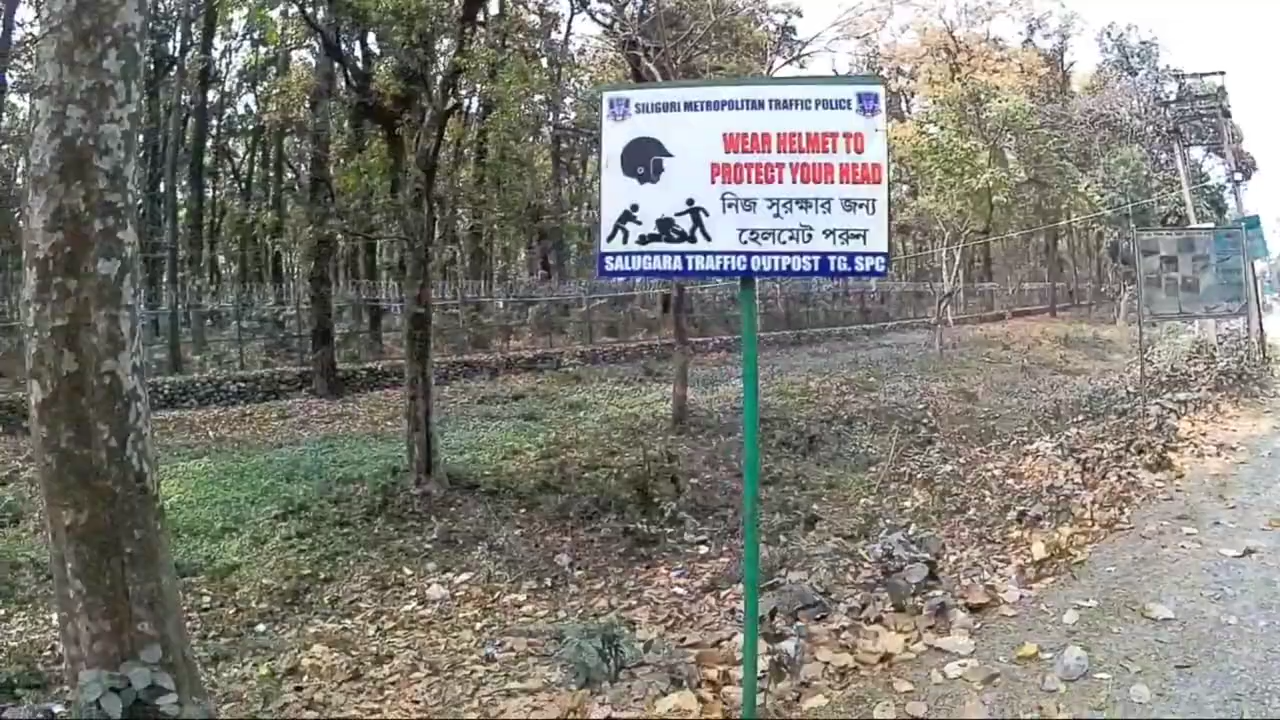 SILIGURI METROPOLITAN TRAFFIC POLICE
WEAR HELMET TO
PROTECT YOUR HEAD
নিজ সুরক্ষার জন্য
হেলমেট পরুন
SALUGARA TRAFFIC OUTPOST TG. SPC